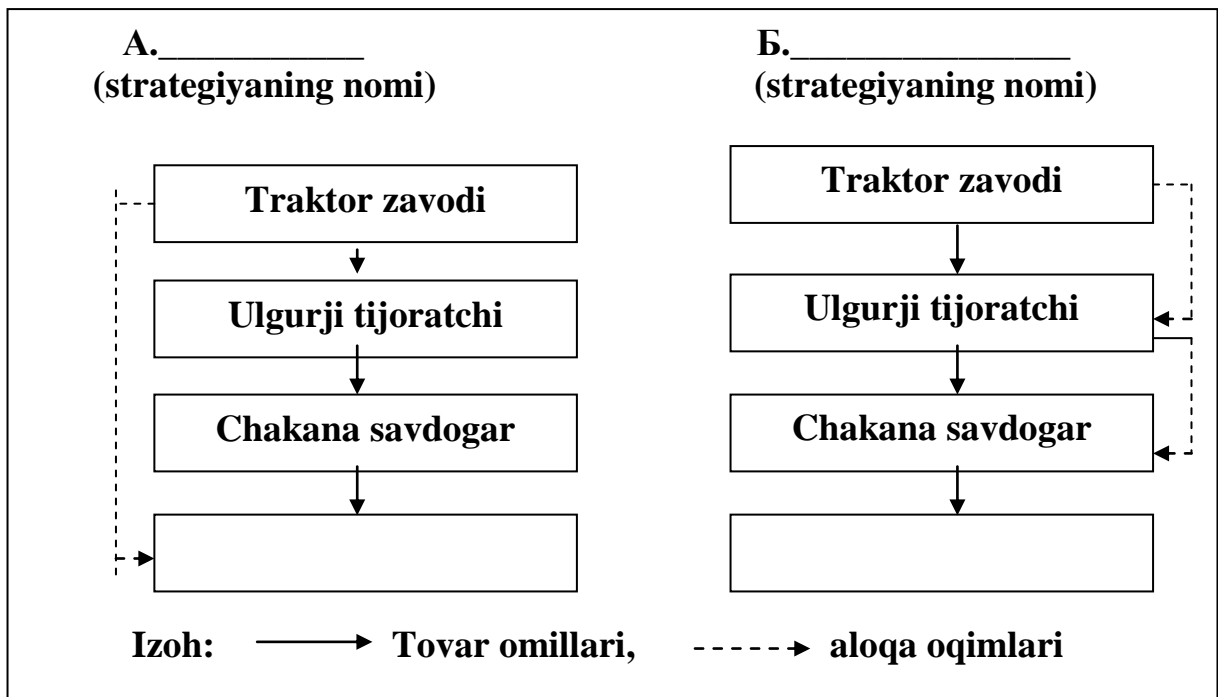 А.___________
(strategiyaning nomi)
Traktor zavodi
Ulgurji tijoratchi
Chakana savdogar
Б._______________
(strategiyaning nomi)
Traktor zavodi
Ulgurji tijoratchi
Chakana savdogar
Izoh: Tovar omillari, aloqa oqimlari